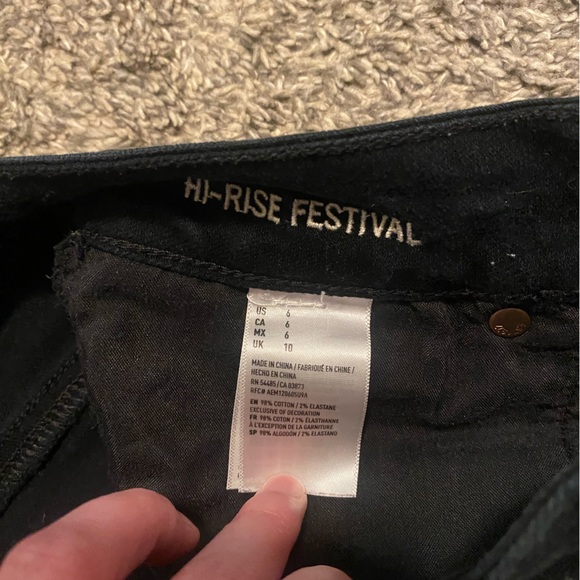 HI-RISE FESTIVAL
US 6
CA 6
MX 6
UK 10
MADE IN CHINA / FABRIQUÉ EN CHINE /
HECHO EN CHINA
RN 54485/CA 03873
EN 98% COTTON / 2% ELASTANE
EXCLUSIVE OF DECORATION
FR 98% COTON / 2% ÉLASTHANNE
À L'EXCEPTION DE LA GARNITURE
SP 98% ALGODÓN / 2% ELASTANO